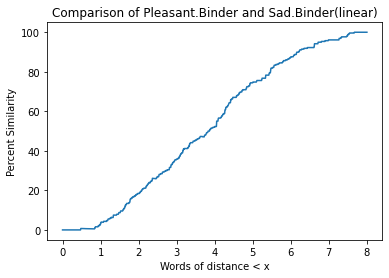 Comparison of Pleasant.Binder and Sad.Binder(linear)
Percent Similarity
100
80
60
40
20
0
0 1 2 3 4 5 6 7 8
Words of distance < x